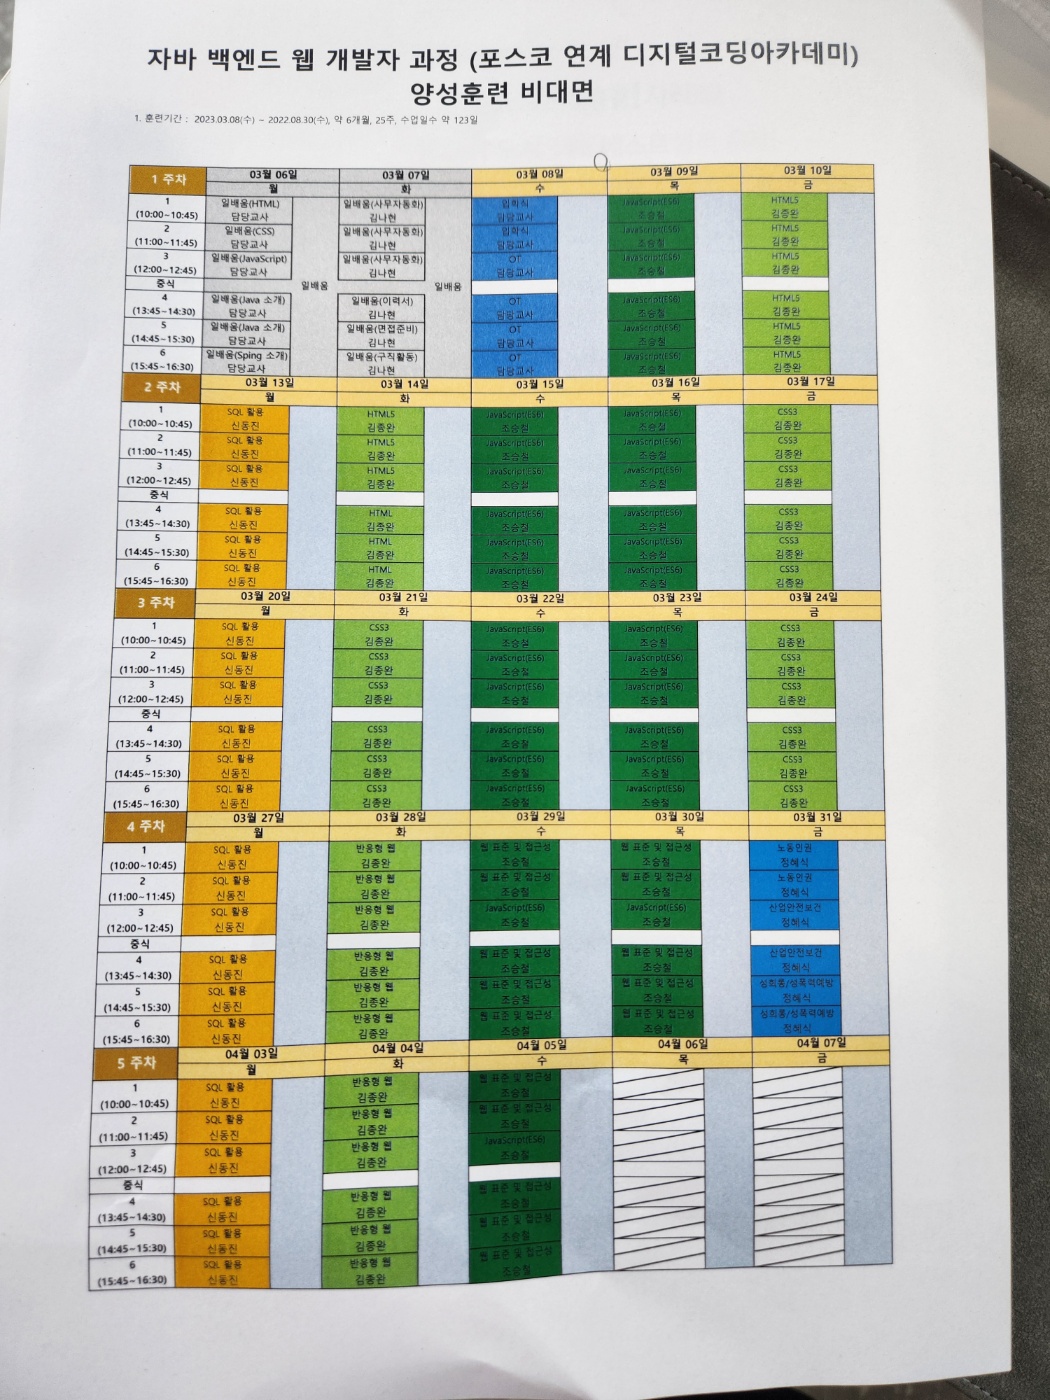 자바 백엔드 웹 개발자 과정 (포스코 연계 디지털코딩아카데미)
양성훈련 비대면
1. 훈련기간 : 2023.03.08(수) ~ 2022.08.30(수), 약 6개월, 25주, 수업일수 약 123일
1 주차 03월 06일 03월 07일 03월 08일 03월 09일 03월 10일
월 화 수 목 금
1 일배움(HTML) 일배움(사무자동화) 입학식 JavaScript(ES6) HTML5
(10:00~10:45) 담당교사 김나현 담당교사 조승철 김종완
2 일배움(CSS) 일배움(사무자동화) 입학식 JavaScript(ES6) HTML5
(11:00~11:45) 담당교사 김나현 담당교사 조승철 김종완
3 일배움(JavaScript) 일배움(사무자동화) OT JavaScript(ES6) HTML5
(12:00~12:45) 담당교사 김나현 담당교사 조승철 김종완
중식 일배움 일배움
4 일배움(Java 소개) 일배움(이력서) OT JavaScript(ES6) HTML5
(13:45~14:30) 담당교사 김나현 담당교사 조승철 김종완
5 일배움(Java 소개) 일배움(면접준비) OT JavaScript(ES6) HTML5
(14:45~15:30) 담당교사 김나현 담당교사 조승철 김종완
6 일배움(Sping 소개) 일배움(구직활동) OT JavaScript(ES6) HTML5
(15:45~16:30) 담당교사 김나현 담당교사 조승철 김종완
2 주차 03월 13일 03월 14일 03월 15일 03월 16일 03월 17일
월 화 수 목 금
1 SQL 활용 HTML5 JavaScript(ES6) JavaScript(ES6) CSS3
(10:00~10:45) 신동진 김종완 조승철 조승철 김종완
2 SQL 활용 HTML5 JavaScript(ES6) JavaScript(ES6) CSS3
(11:00~11:45) 신동진 김종완 조승철 조승철 김종완
3 SQL 활용 HTML5 JavaScript(ES6) JavaScript(ES6) CSS3
(12:00~12:45) 신동진 김종완 조승철 조승철 김종완
중식
4 SQL 활용 HTML JavaScript(ES6) JavaScript(ES6) CSS3
(13:45~14:30) 신동진 김종완 조승철 조승철 김종완
5 SQL 활용 HTML JavaScript(ES6) JavaScript(ES6) CSS3
(14:45~15:30) 신동진 김종완 조승철 조승철 김종완
6 SQL 활용 HTML JavaScript(ES6) JavaScript(ES6) CSS3
(15:45~16:30) 신동진 김종완 조승철 조승철 김종완
3 주차 03월 20일 03월 21일 03월 22일 03월 23일 03월 24일
월 화 수 목 금
1 SQL 활용 CSS3 JavaScript(ES6) JavaScript(ES6) CSS3
(10:00~10:45) 신동진 김종완 조승철 조승철 김종완
2 SQL 활용 CSS3 JavaScript(ES6) JavaScript(ES6) CSS3
(11:00~11:45) 신동진 김종완 조승철 조승철 김종완
3 SQL 활용 CSS3 JavaScript(ES6) JavaScript(ES6) CSS3
(12:00~12:45) 신동진 김종완 조승철 조승철 김종완
중식
4 SQL 활용 CSS3 JavaScript(ES6) JavaScript(ES6) CSS3
(13:45~14:30) 신동진 김종완 조승철 조승철 김종완
5 SQL 활용 CSS3 JavaScript(ES6) JavaScript(ES6) CSS3
(14:45~15:30) 신동진 김종완 조승철 조승철 김종완
6 SQL 활용 CSS3 JavaScript(ES6) JavaScript(ES6) CSS3
(15:45~16:30) 신동진 김종완 조승철 조승철 김종완
4 주차 03월 27일 03월 28일 03월 29일 03월 30일 03월 31일
월 화 수 목 금
1 SQL 활용 반응형 웹 웹 표준 및 접근성 웹 표준 및 접근성 노동인권
(10:00~10:45) 신동진 김종완 조승철 조승철 정혜식
2 SQL 활용 반응형 웹 웹 표준 및 접근성 웹 표준 및 접근성 노동인권
(11:00~11:45) 신동진 김종완 조승철 조승철 정혜식
3 SQL 활용 반응형 웹 JavaScript(ES6) JavaScript(ES6) 산업안전보건
(12:00~12:45) 신동진 김종완 조승철 조승철 정혜식
중식
4 SQL 활용 반응형 웹 웹 표준 및 접근성 웹 표준 및 접근성 산업안전보건
(13:45~14:30) 신동진 김종완 조승철 조승철 정혜식
5 SQL 활용 반응형 웹 웹 표준 및 접근성 웹 표준 및 접근성 성희롱/성폭력예방
(14:45~15:30) 신동진 김종완 조승철 조승철 정혜식
6 SQL 활용 반응형 웹 웹 표준 및 접근성 웹 표준 및 접근성 성희롱/성폭력예방
(15:45~16:30) 신동진 김종완 조승철 조승철 정혜식
5 주차 04월 03일 04월 04일 04월 05일 04월 06일 04월 07일
월 화 수 목 금
1 SQL 활용 반응형 웹 웹 표준 및 접근성
(10:00~10:45) 신동진 김종완 조승철
2 SQL 활용 반응형 웹 웹 표준 및 접근성
(11:00~11:45) 신동진 김종완 조승철
3 SQL 활용 반응형 웹 JavaScript(ES6)
(12:00~12:45) 신동진 김종완 조승철
중식
4 SQL 활용 반응형 웹 웹 표준 및 접근성
(13:45~14:30) 신동진 김종완 조승철
5 SQL 활용 반응형 웹 웹 표준 및 접근성
(14:45~15:30) 신동진 김종완 조승철
6 SQL 활용 반응형 웹 웹 표준 및 접근성
(15:45~16:30) 신동진 김종완 조승철